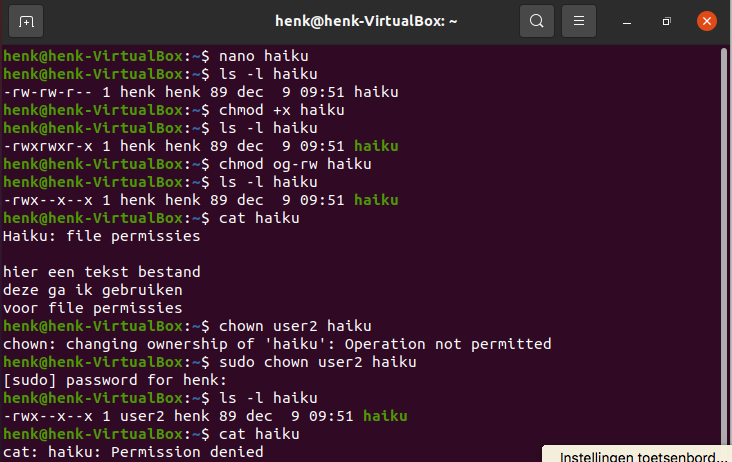 henk@henk-VirtualBox: ~
henk@henk-VirtualBox:~$ nano haiku
henk@henk-VirtualBox:~$ ls -l haiku
-rw-rw-r-- 1 henk henk 89 dec  9 09:51 haiku
henk@henk-VirtualBox:~$ chmod +x haiku
henk@henk-VirtualBox:~$ ls -l haiku
-rwxrwxr-x 1 henk henk 89 dec  9 09:51 haiku
henk@henk-VirtualBox:~$ chmod og-rw haiku
henk@henk-VirtualBox:~$ ls -l haiku
-rwx--x--x 1 henk henk 89 dec  9 09:51 haiku
henk@henk-VirtualBox:~$ cat haiku
Haiku: file permissies

hier een tekst bestand
deze ga ik gebruiken
voor file permissies
henk@henk-VirtualBox:~$ chown user2 haiku
chown: changing ownership of 'haiku': Operation not permitted
henk@henk-VirtualBox:~$ sudo chown user2 haiku
[sudo] password for henk:
henk@henk-VirtualBox:~$ ls -l haiku
-rwx--x--x 1 user2 henk 89 dec  9 09:51 haiku
henk@henk-VirtualBox:~$ cat haiku
cat: haiku: Permission denied
Instellingen toetsenbord...